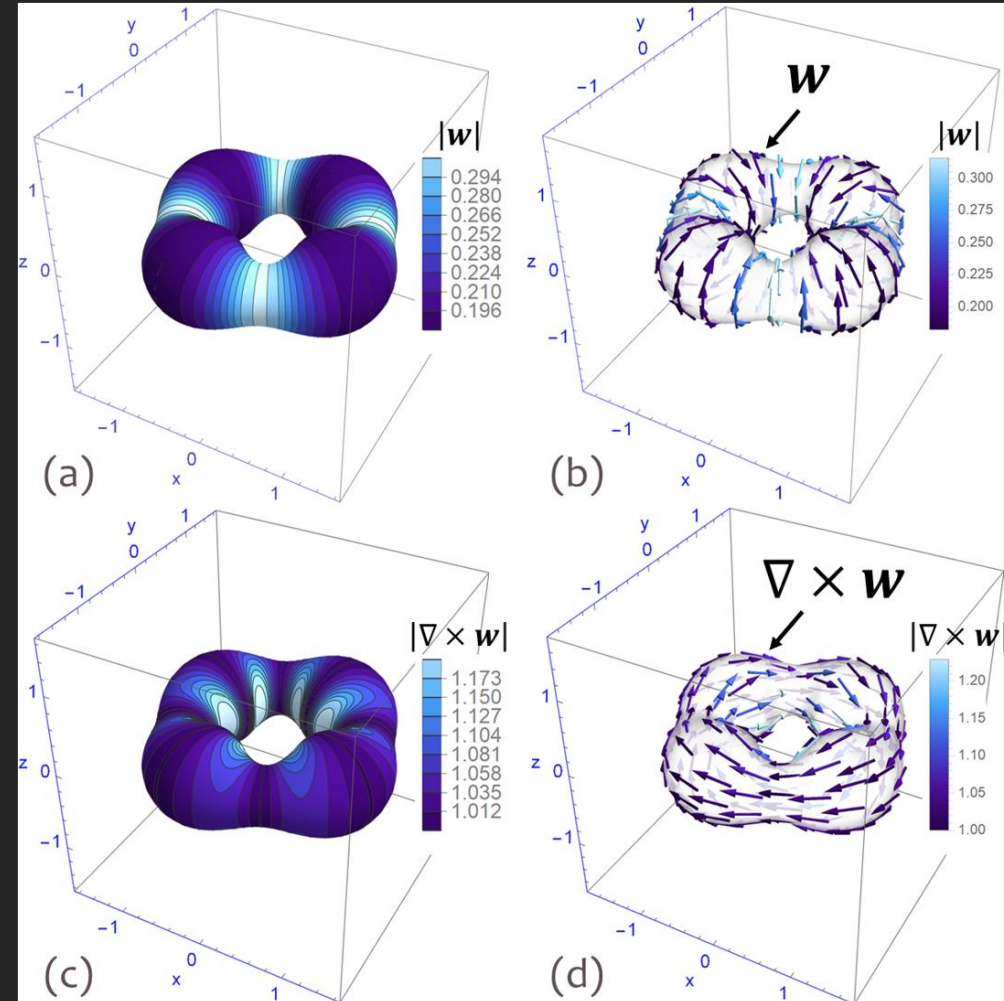 y
1
0
-1
|w|
0.294
0.280
0.266
0.252
0.238
0.224
0.210
0.196
1
z
0
-1
-1
0
x
1
(a)
y
1
0
-1
w
|w|
0.300
0.275
0.250
0.225
0.200
1
z
0
-1
-1
0
x
1
(b)
y
1
0
-1
|∇ × w|
1.173
1.150
1.127
1.104
1.081
1.058
1.035
1.012
1
z
0
-1
-1
0
x
1
(c)
y
1
0
-1
∇ × w
|∇ × w|
1.20
1.15
1.10
1.05
1.00
1
z
0
-1
-1
0
x
1
(d)